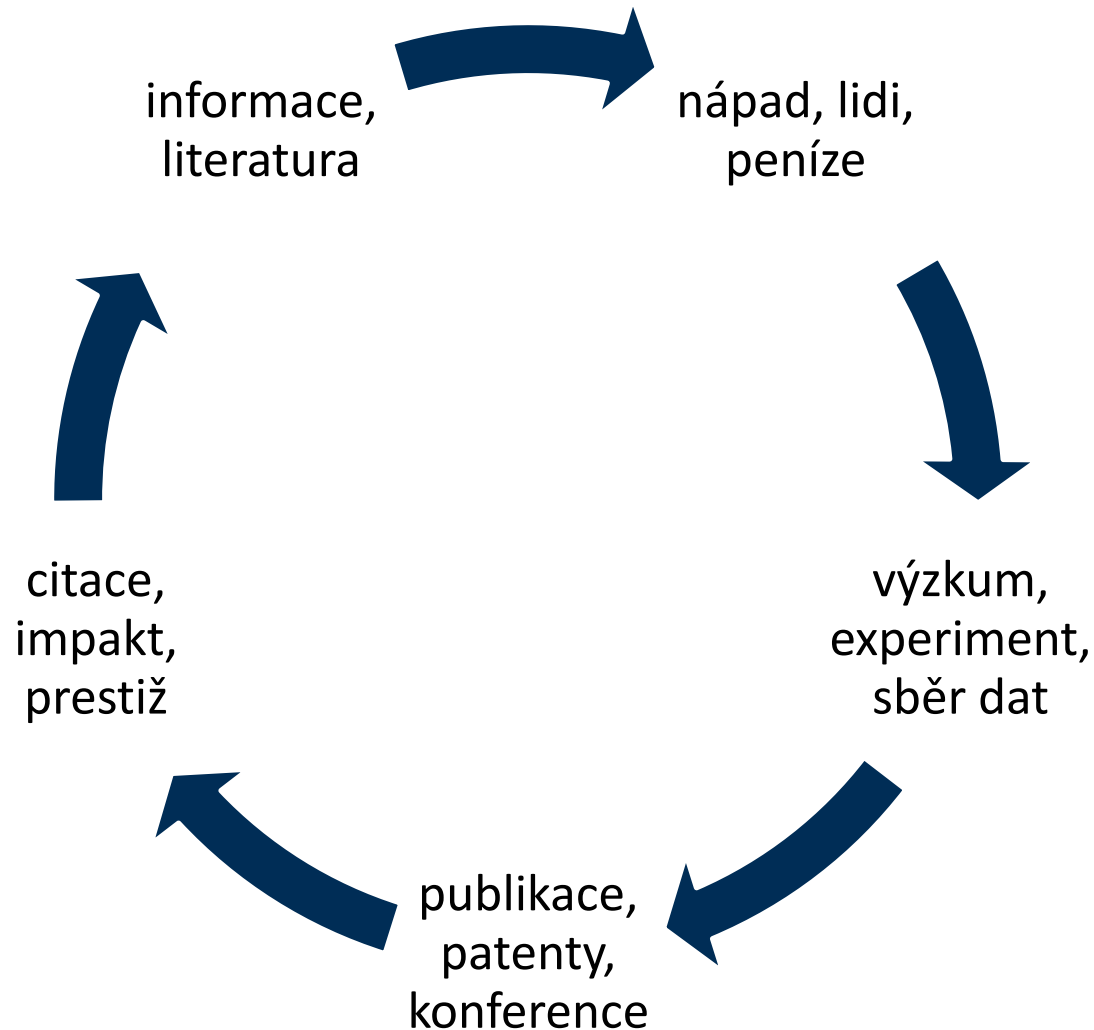 informace,
literatura
nápad, lidi,
peníze
výzkum,
experiment,
sběr dat
publikace,
patenty,
konference
citace,
impakt,
prestiž